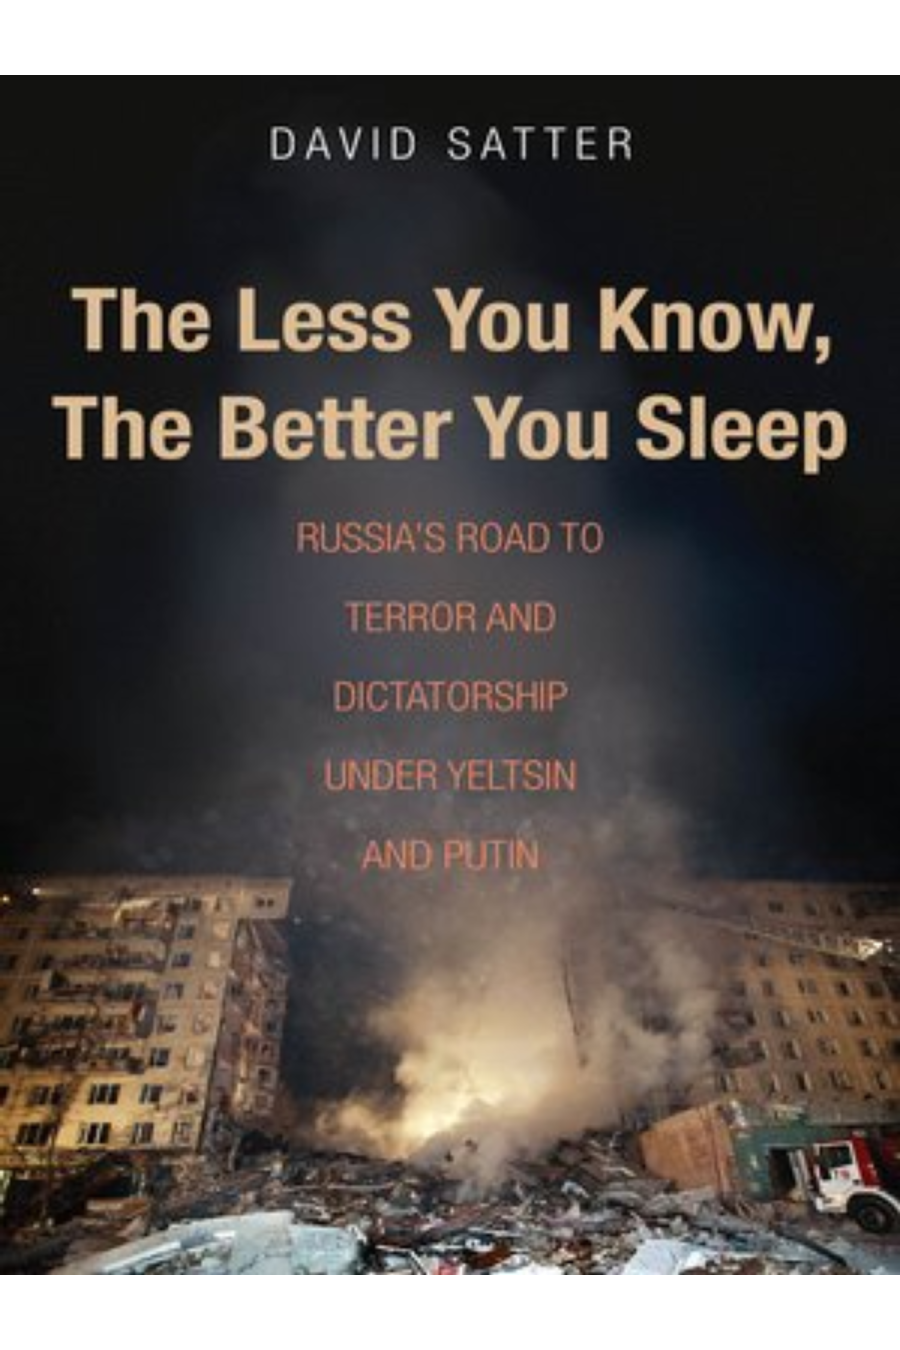 DAVID SATTER
The Less You Know,
The Better You Sleep
RUSSIA'S ROAD TO
TERROR AND
DICTATORSHIP
UNDER YELTSIN
AND PUTIN